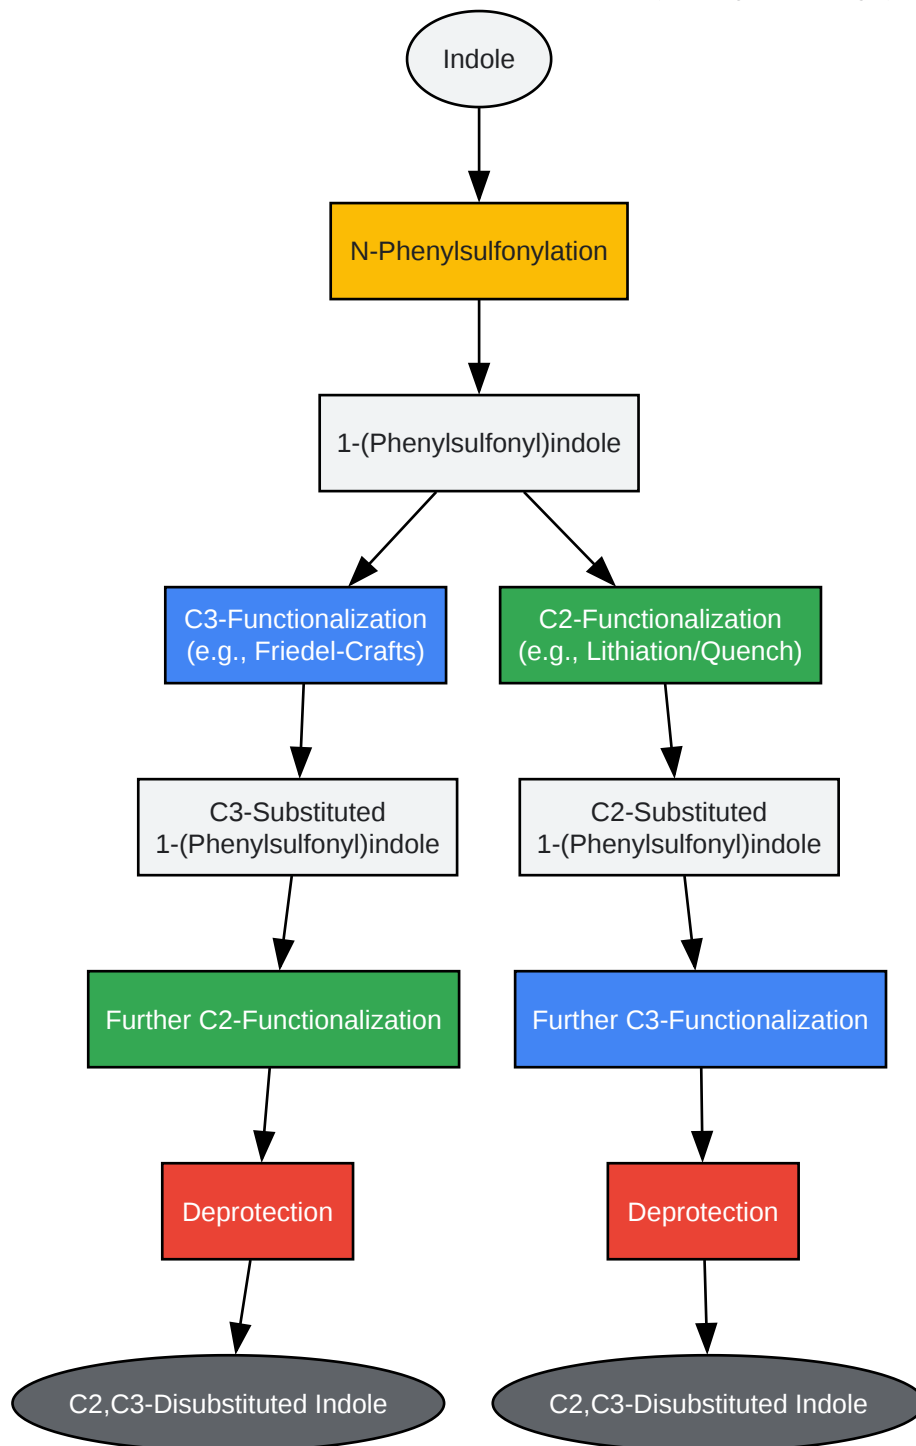 Indole
N-Phenylsulfonylation
1-(Phenylsulfonyl)indole
C3-Functionalization
(e.g., Friedel-Crafts)
C2-Functionalization
(e.g., Lithiation/Quench)
C3-Substituted
1-(Phenylsulfonyl)indole
C2-Substituted
1-(Phenylsulfonyl)indole
Further C2-Functionalization
Further C3-Functionalization
Deprotection
Deprotection
C2,C3-Disubstituted Indole
C2,C3-Disubstituted Indole